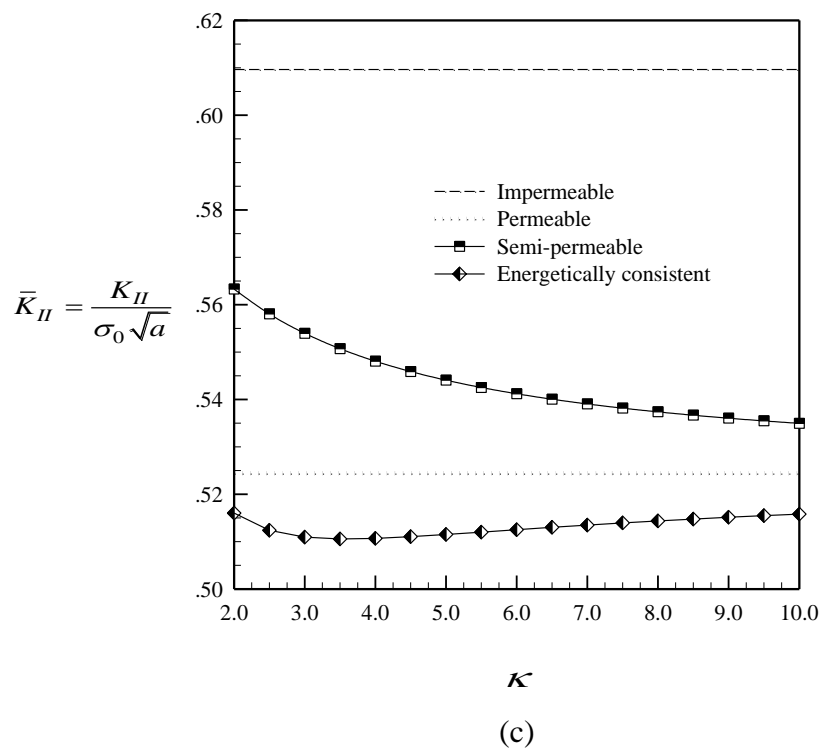 .62
.60
.58
.56
.54
.52
.50
2.0 3.0 4.0 5.0 6.0 7.0 8.0 9.0 10.0
Impermeable
Permeable
Semi-permeable
Energetically consistent
K̄_II = K_II / σ₀√a
κ
(c)